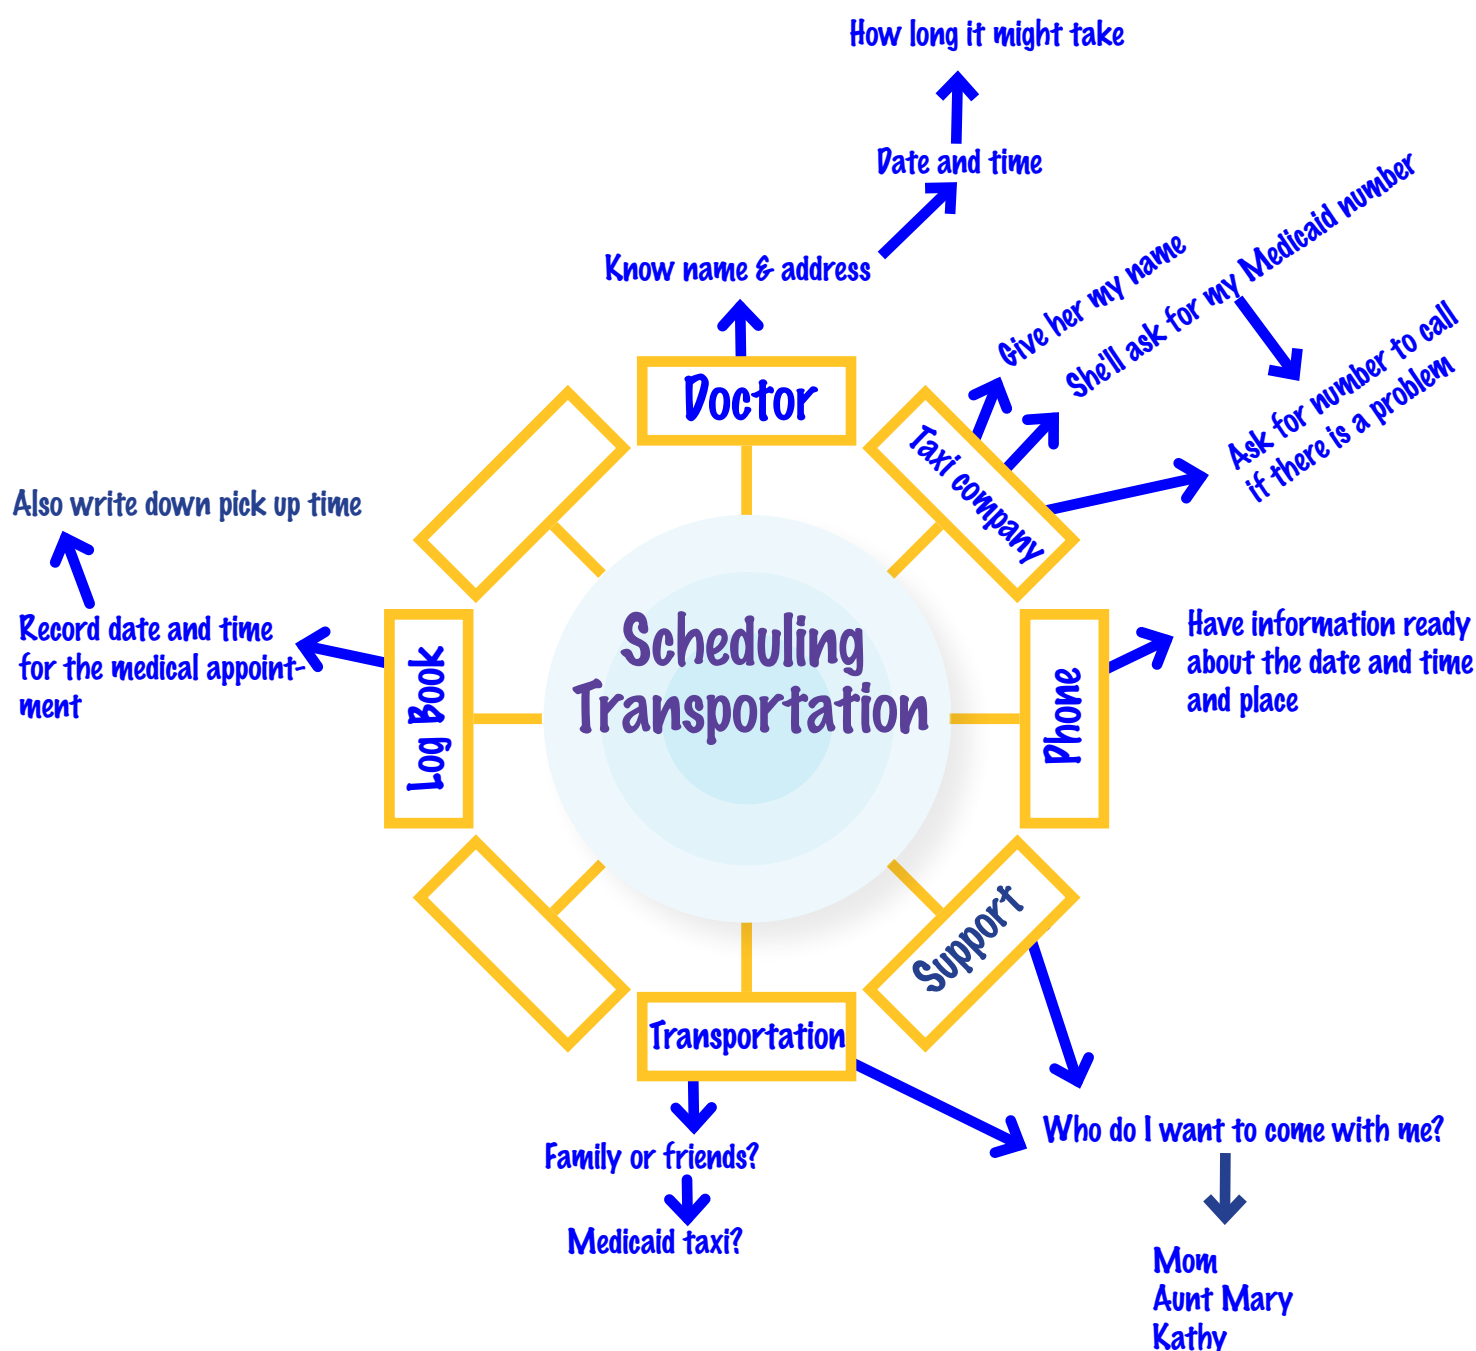 How long it might take
Date and time
Know name & address
Give her my name
She'll ask for my Medicaid number
Ask for number to call
if there is a problem
Doctor
Taxi company
Also write down pick up time
Record date and time
for the medical appoint-
ment
Log Book
Scheduling
Transportation
Phone
Have information ready
about the date and time
and place
Support
Transportation
Family or friends?
Medicaid taxi?
Who do I want to come with me?
Mom
Aunt Mary
Kathy